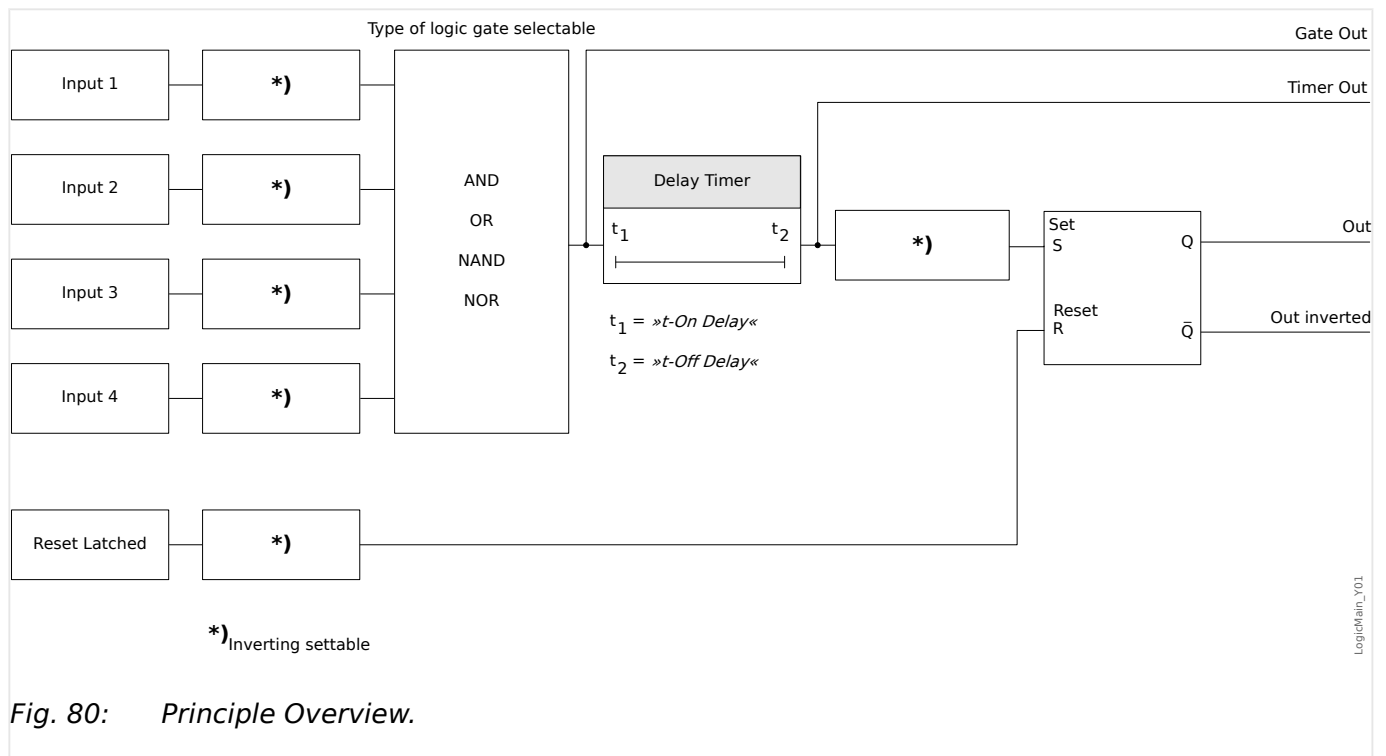 Type of logic gate selectable
Gate Out
Input 1
*)
Timer Out
Input 2
*)
AND
OR
NAND
NOR
Delay Timer
t1
t2
*)
Set
S
Q
Out
Input 3
*)
Reset
R
Q̅
Out inverted
t1 = »t-On Delay«
t2 = »t-Off Delay«
Input 4
*)
Reset Latched
*)
*)Inverting settable
LogicMain_Y01
Fig. 80: Principle Overview.